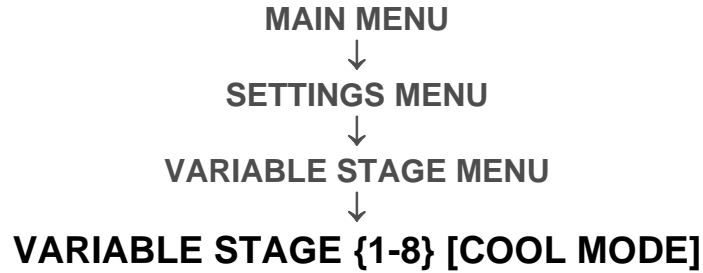 MAIN MENU
↓
SETTINGS MENU
↓
VARIABLE STAGE MENU
↓
VARIABLE STAGE {1-8} [COOL MODE]